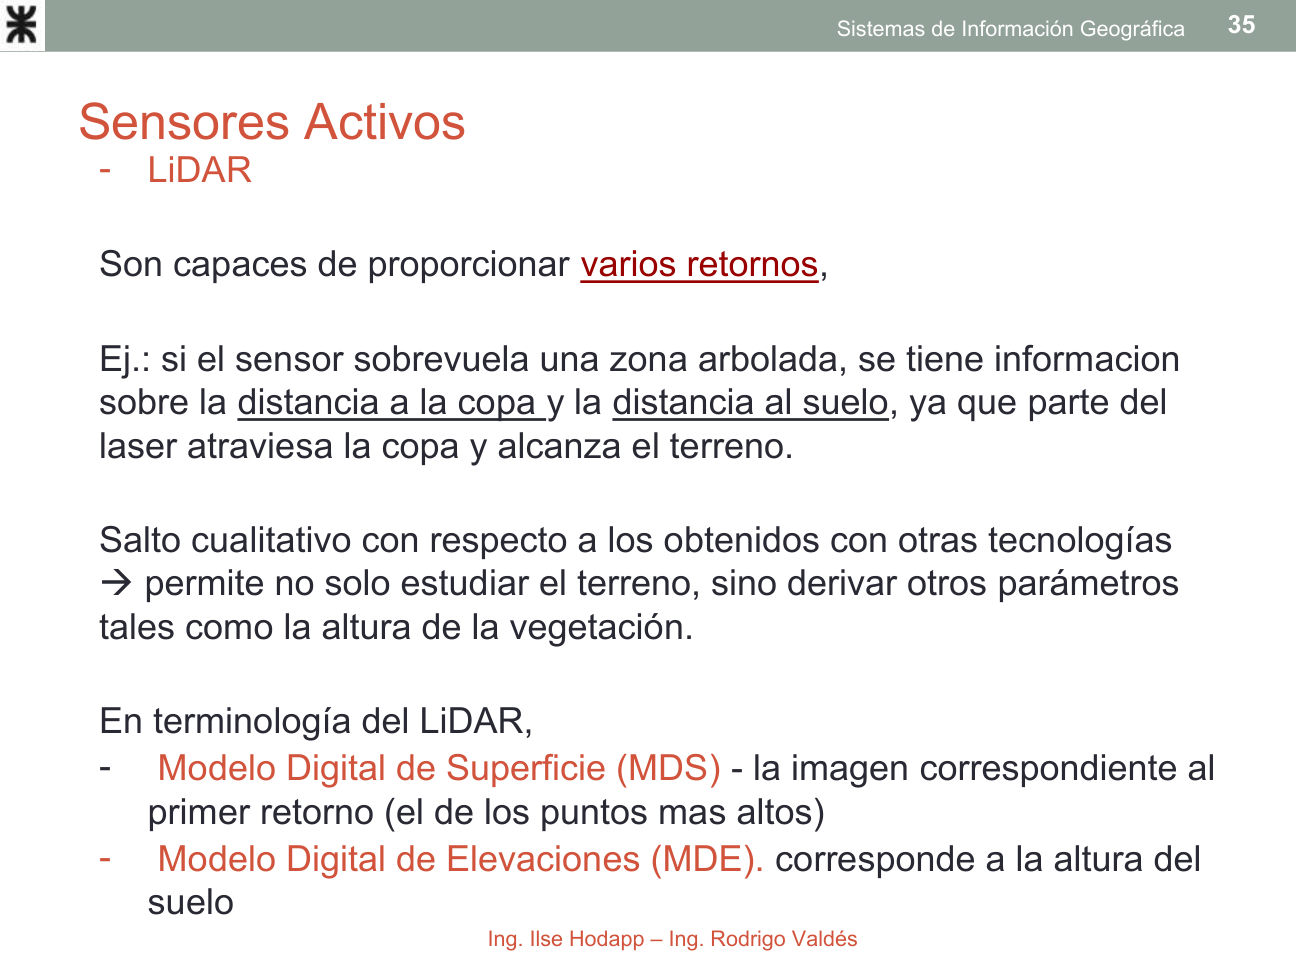 Sistemas de Información Geográfica 35
Sensores Activos
- LiDAR
Son capaces de proporcionar varios retornos,
Ej.: si el sensor sobrevuela una zona arbolada, se tiene informacion
sobre la distancia a la copa y la distancia al suelo, ya que parte del
laser atraviesa la copa y alcanza el terreno.
Salto cualitativo con respecto a los obtenidos con otras tecnologías
→ permite no solo estudiar el terreno, sino derivar otros parámetros
tales como la altura de la vegetación.
En terminología del LiDAR,
- Modelo Digital de Superficie (MDS) - la imagen correspondiente al
primer retorno (el de los puntos mas altos)
- Modelo Digital de Elevaciones (MDE). corresponde a la altura del
suelo
Ing. Ilse Hodapp – Ing. Rodrigo Valdés